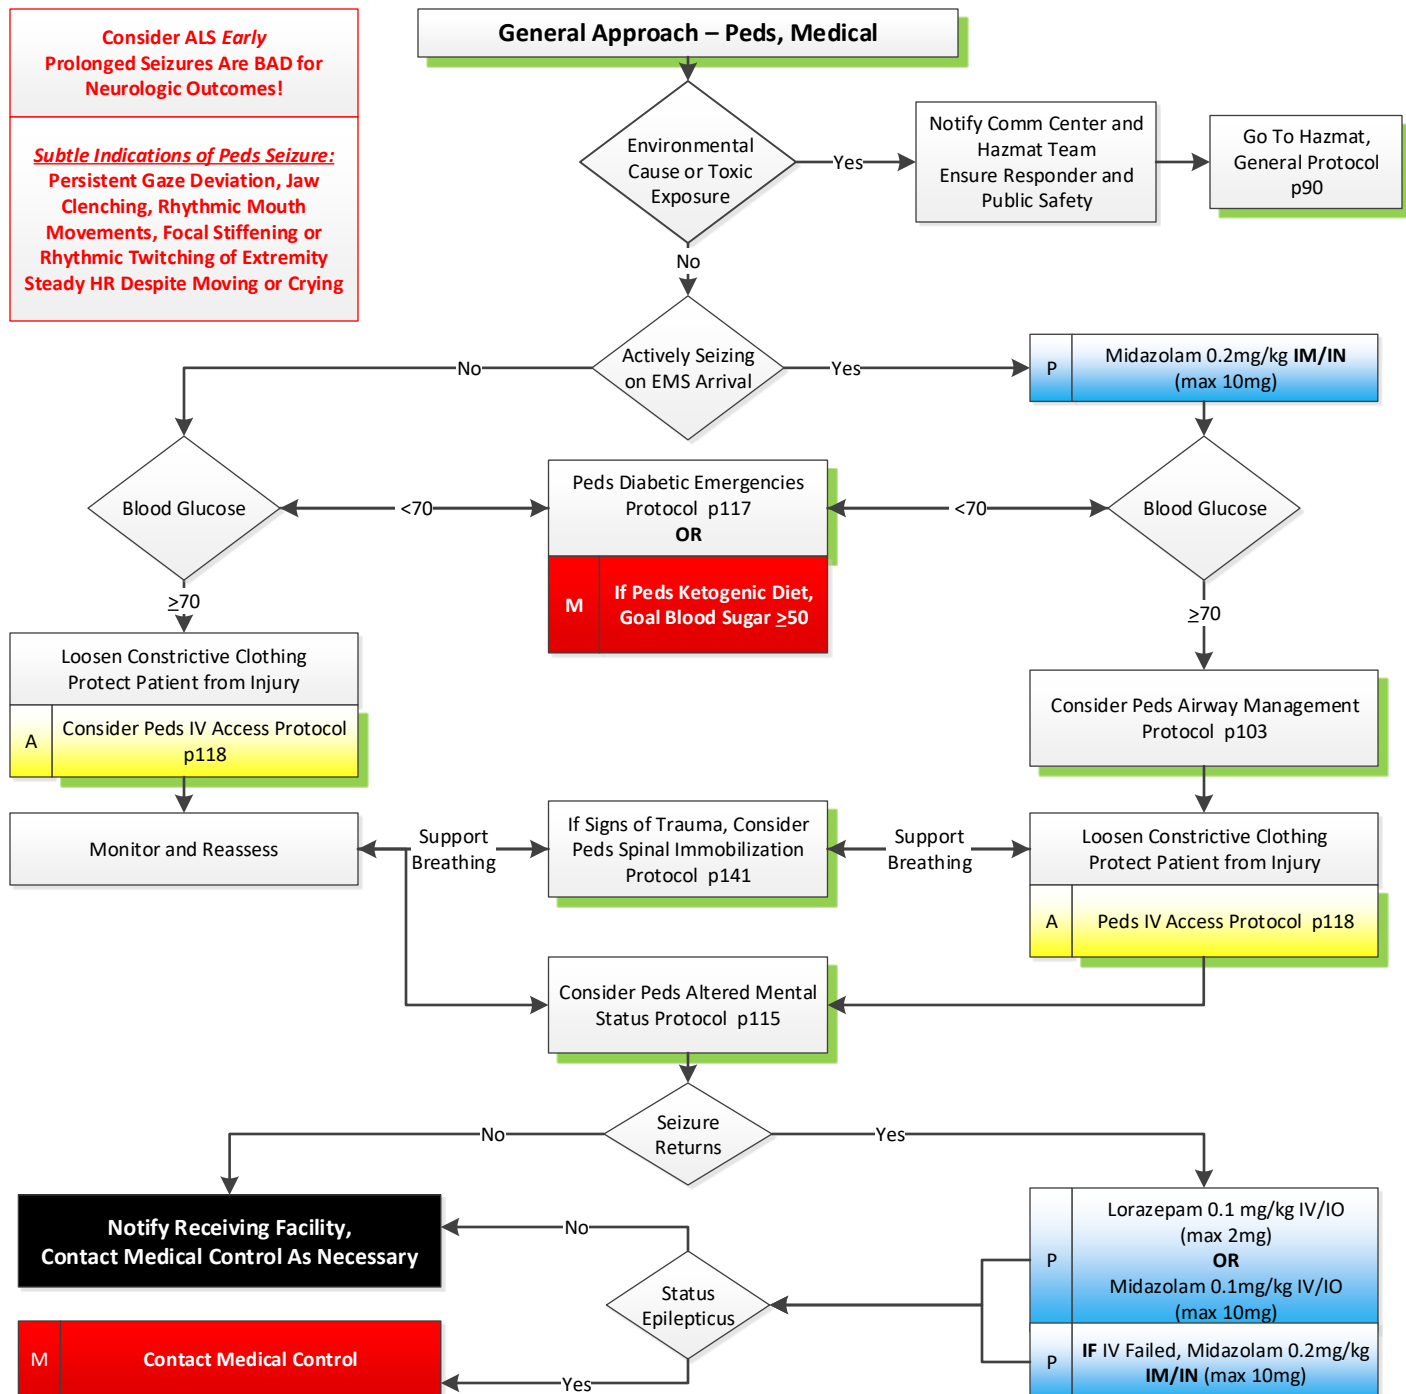 General Approach – Peds, Medical
Consider ALS Early
Prolonged Seizures Are BAD for
Neurologic Outcomes!
Subtle Indications of Peds Seizure:
Persistent Gaze Deviation, Jaw
Clenching, Rhythmic Mouth
Movements, Focal Stiffening or
Rhythmic Twitching of Extremity
Steady HR Despite Moving or Crying
Environmental
Cause or Toxic
Exposure
Yes
Notify Comm Center and
Hazmat Team
Ensure Responder and
Public Safety
Go To Hazmat,
General Protocol
p90
No
Actively Seizing
on EMS Arrival
No
Yes
P
Midazolam 0.2mg/kg IM/IN
(max 10mg)
Blood Glucose
<70
Peds Diabetic Emergencies
Protocol p117
OR
M
If Peds Ketogenic Diet,
Goal Blood Sugar ≥50
<70
Blood Glucose
≥70
≥70
Loosen Constrictive Clothing
Protect Patient from Injury
A
Consider Peds IV Access Protocol
p118
Consider Peds Airway Management
Protocol p103
Monitor and Reassess
Support
Breathing
If Signs of Trauma, Consider
Peds Spinal Immobilization
Protocol p141
Support
Breathing
Loosen Constrictive Clothing
Protect Patient from Injury
A
Peds IV Access Protocol p118
Consider Peds Altered Mental
Status Protocol p115
Seizure
Returns
No
Yes
Notify Receiving Facility,
Contact Medical Control As Necessary
No
Status
Epilepticus
P
Lorazepam 0.1 mg/kg IV/IO
(max 2mg)
OR
Midazolam 0.1mg/kg IV/IO
(max 10mg)
P
IF IV Failed, Midazolam 0.2mg/kg
IM/IN (max 10mg)
M
Contact Medical Control
Yes